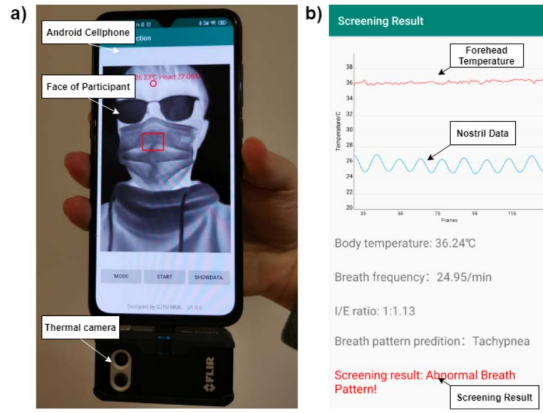 a)
Android Cellphone
Face of Participant
MODE
START
SHOWDATA
Thermal camera
FLIR
b)
Screening Result
Forehead
Temperature
Nostril Data
Temperature/C
38
36
34
32
30
28
26
24
22
20
Frames
Body temperature: 36.24℃
Breath frequency: 24.95/min
I/E ratio: 1:1.13
Breath pattern predition: Tachypnea
Screening result: Abnormal Breath
Pattern!
Screening Result